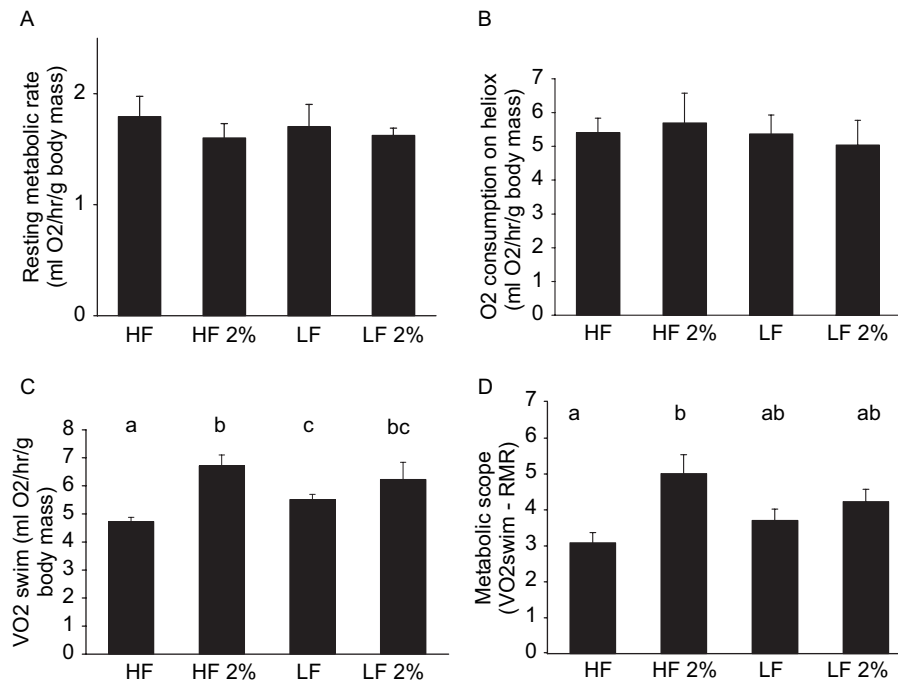 A
Resting metabolic rate
(ml O2/hr/g body mass)
2
1
0
HF
HF 2%
LF
LF 2%
B
O2 consumption on heliox
(ml O2/hr/g body mass)
7
6
5
4
3
2
1
0
HF
HF 2%
LF
LF 2%
C
VO2 swim (ml O2/hr/g
body mass)
8
7
6
5
4
3
2
1
0
a
b
c
bc
HF
HF 2%
LF
LF 2%
D
Metabolic scope
(VO2swim - RMR)
7
6
5
4
3
2
1
0
a
b
ab
ab
HF
HF 2%
LF
LF 2%